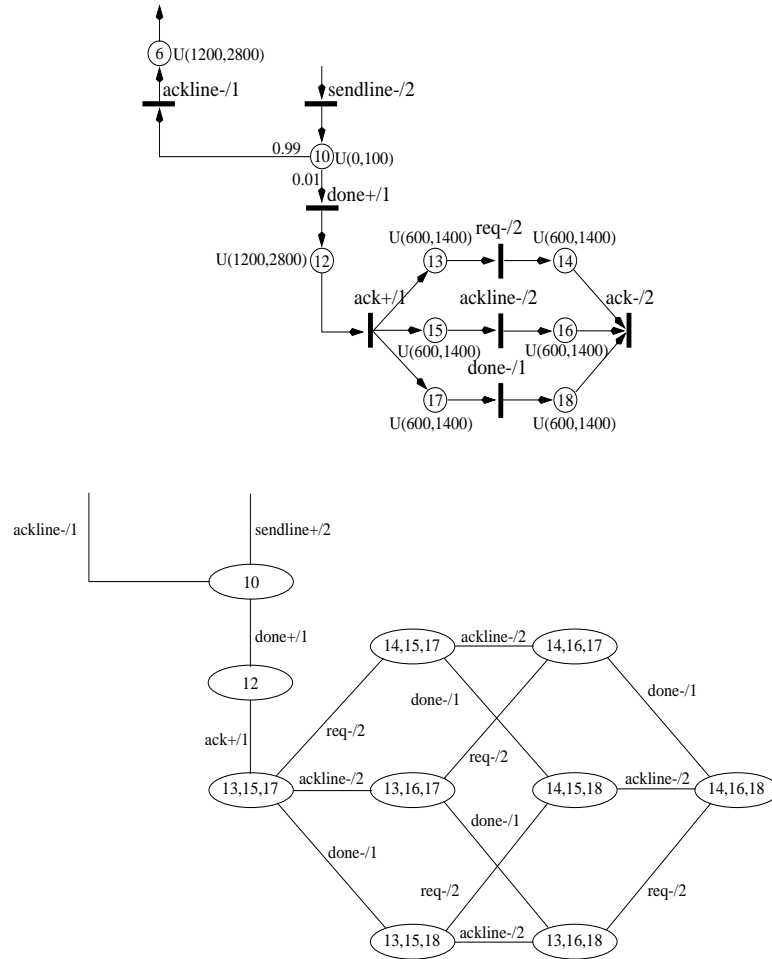 6 U(1200,2800)
ackline-/1 sendline-/2
0.99 10 U(0,100)
0.01
done+/1
U(1200,2800) 12
U(600,1400) req-/2 U(600,1400)
13 14
ack+/1 ackline-/2 ack-/2
15 16
U(600,1400) U(600,1400)
done-/1
17 18
U(600,1400) U(600,1400)
ackline-/1 sendline+/2
10
done+/1
14,15,17 ackline-/2 14,16,17
12
done-/1 done-/1
ack+/1 req-/2
req-/2
13,15,17 ackline-/2 13,16,17 14,15,18 ackline-/2 14,16,18
done-/1
done-/1
req-/2 req-/2
13,15,18 ackline-/2 13,16,18